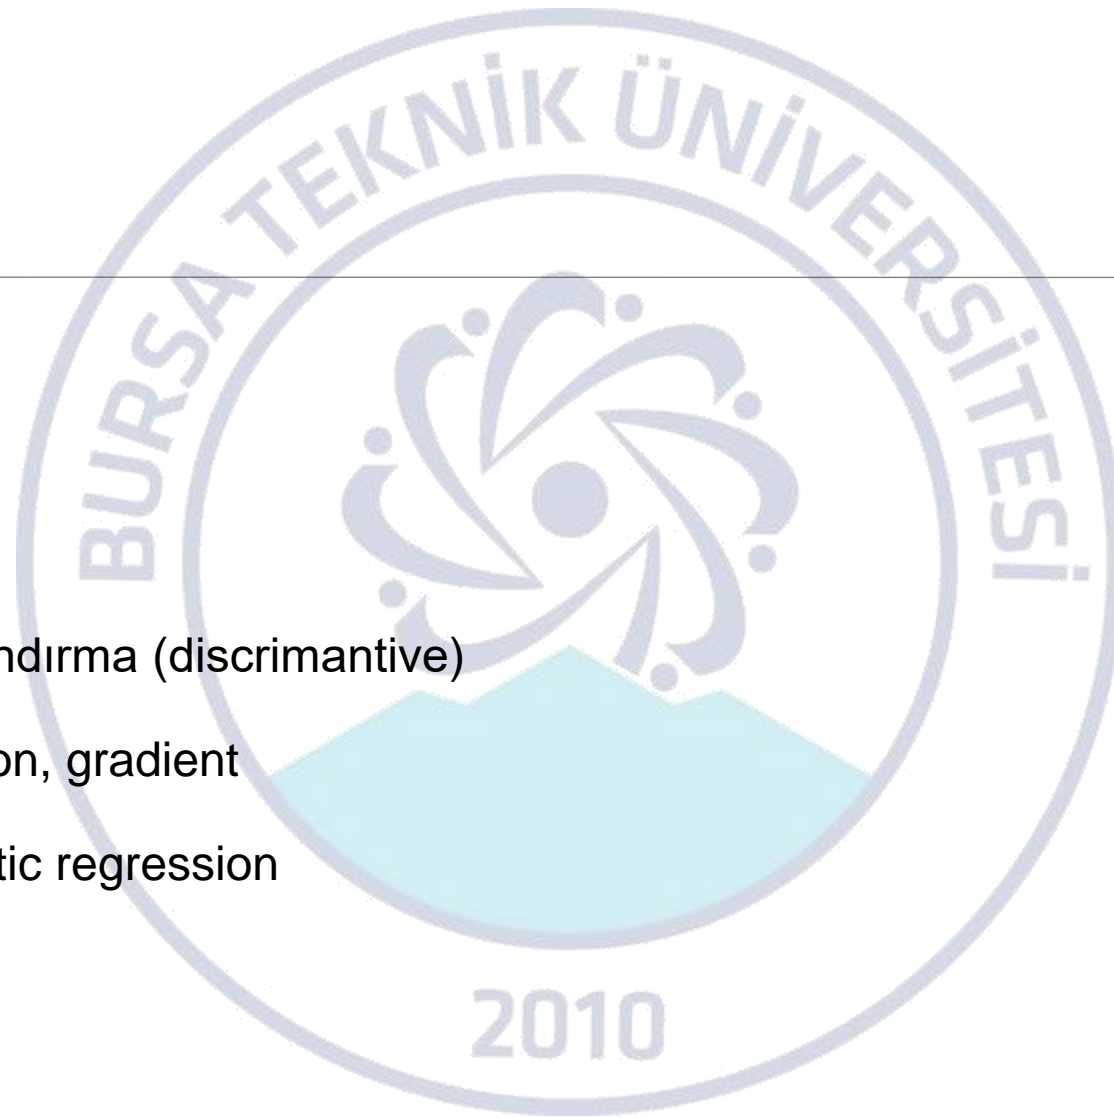 BURSA TEKNİK ÜNİVERSİTESİ
ndırma (discrimantive)
on, gradient
tic regression
2010